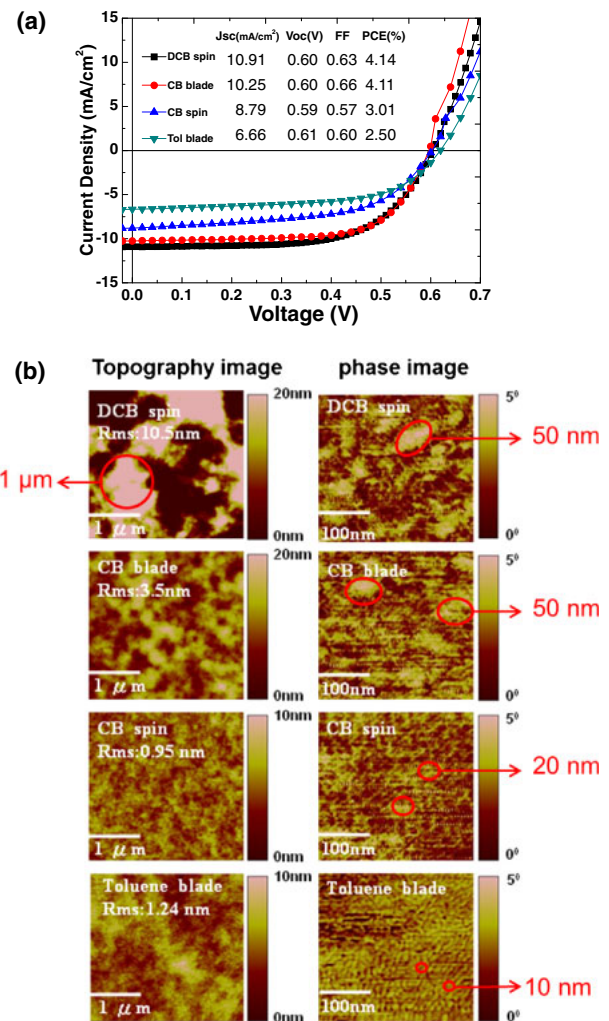 (a)
Jsc(mA/cm²) Voc(V) FF PCE(%)
DCB spin 10.91 0.60 0.63 4.14
CB blade 10.25 0.60 0.66 4.11
CB spin 8.79 0.59 0.57 3.01
Tol blade 6.66 0.61 0.60 2.50
15
10
5
0
-5
-10
-15
Current Density (mA/cm²)
0.0 0.1 0.2 0.3 0.4 0.5 0.6 0.7
Voltage (V)
(b)
Topography image phase image
DCB spin
Rms:10.5nm
1 μm
1 μm
20nm
0nm
DCB spin
100nm
5⁰
0⁰
50 nm
CB blade
Rms:3.5nm
1 μm
20nm
0nm
CB blade
100nm
5⁰
0⁰
50 nm
CB spin
Rms:0.95 nm
1 μm
10nm
0nm
CB spin
100nm
5⁰
0⁰
20 nm
Toluene blade
Rms:1.24 nm
1 μm
10nm
0nm
Toluene blade
100nm
5⁰
0⁰
10 nm